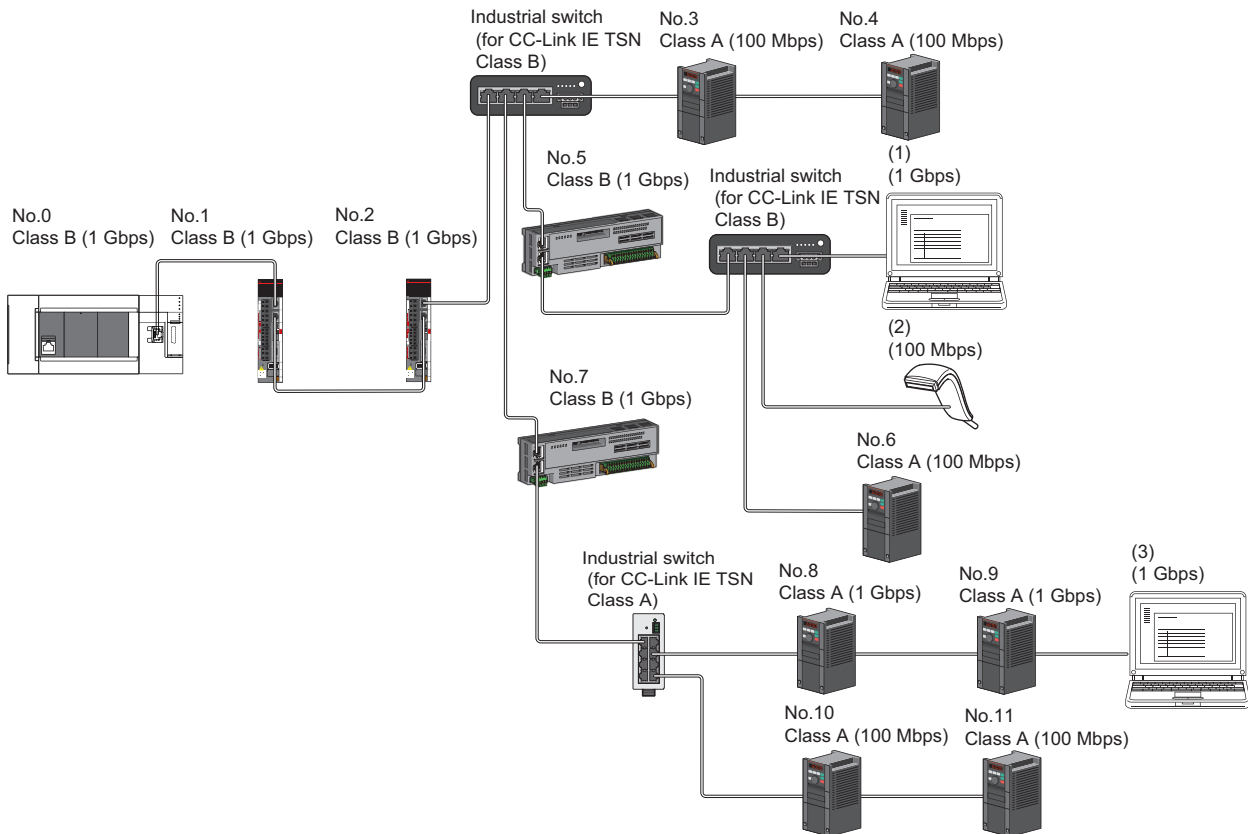 Industrial switch
(for CC-Link IE TSN
Class B)
No.3
Class A (100 Mbps)
No.4
Class A (100 Mbps)
(1)
(1 Gbps)
No.5
Class B (1 Gbps)
Industrial switch
(for CC-Link IE TSN
Class B)
No.0
Class B (1 Gbps)
No.1
Class B (1 Gbps)
No.2
Class B (1 Gbps)
(2)
(100 Mbps)
No.7
Class B (1 Gbps)
No.6
Class A (100 Mbps)
Industrial switch
(for CC-Link IE TSN
Class A)
No.8
Class A (1 Gbps)
No.9
Class A (1 Gbps)
(3)
(1 Gbps)
No.10
Class A (100 Mbps)
No.11
Class A (100 Mbps)